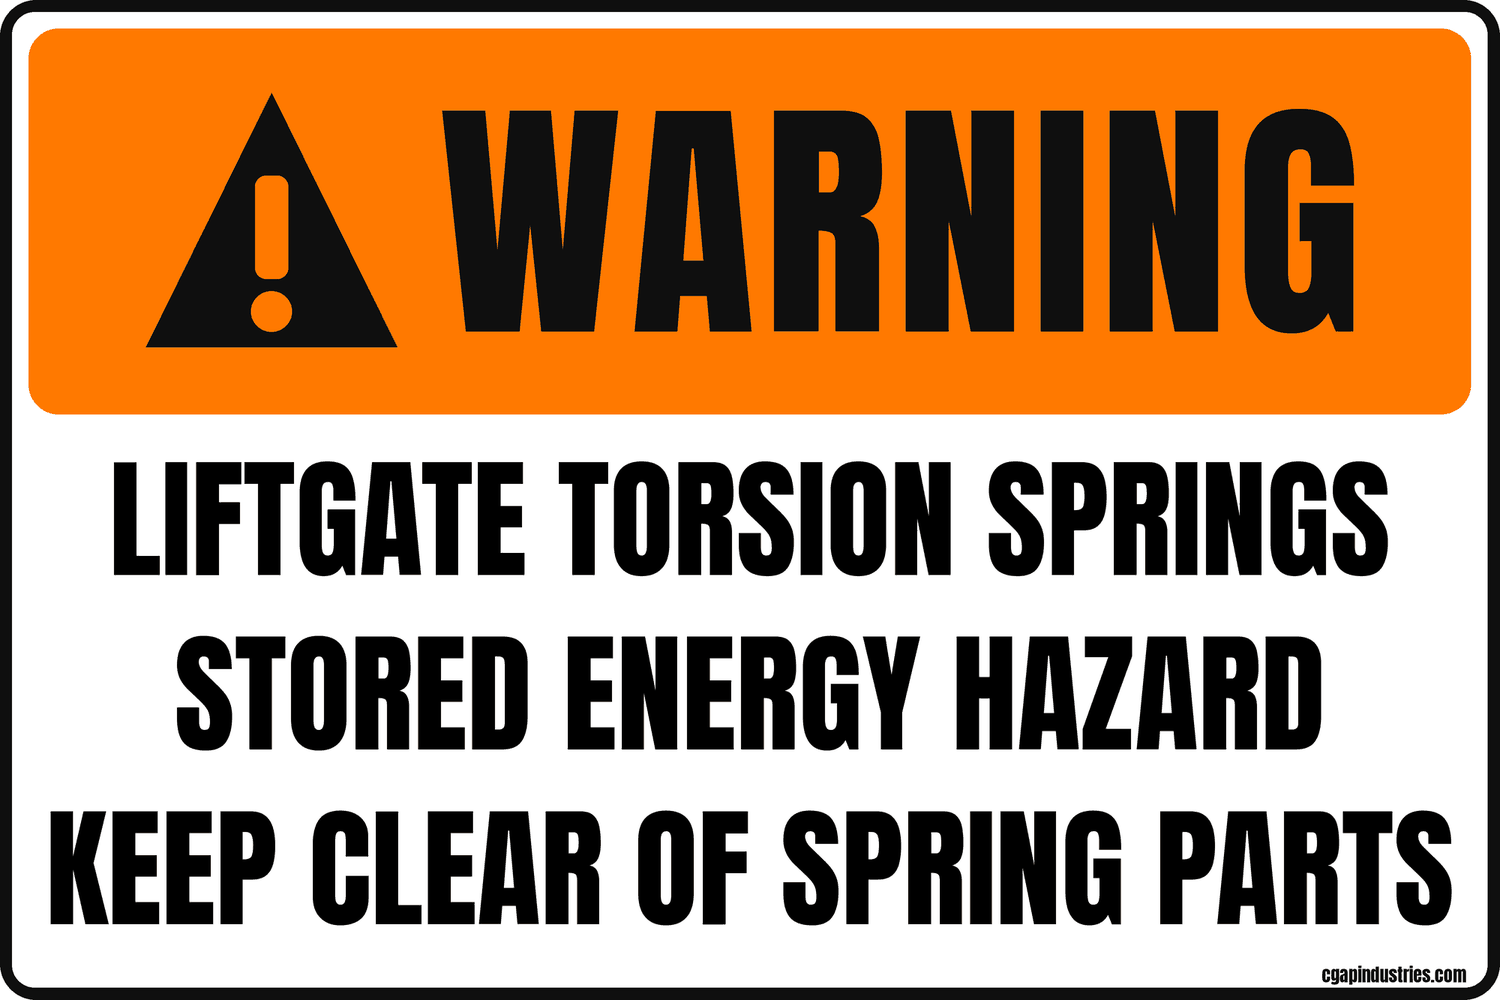 WARNING
LIFTGATE TORSION SPRINGS
STORED ENERGY HAZARD
KEEP CLEAR OF SPRING PARTS
cgapindustries.com